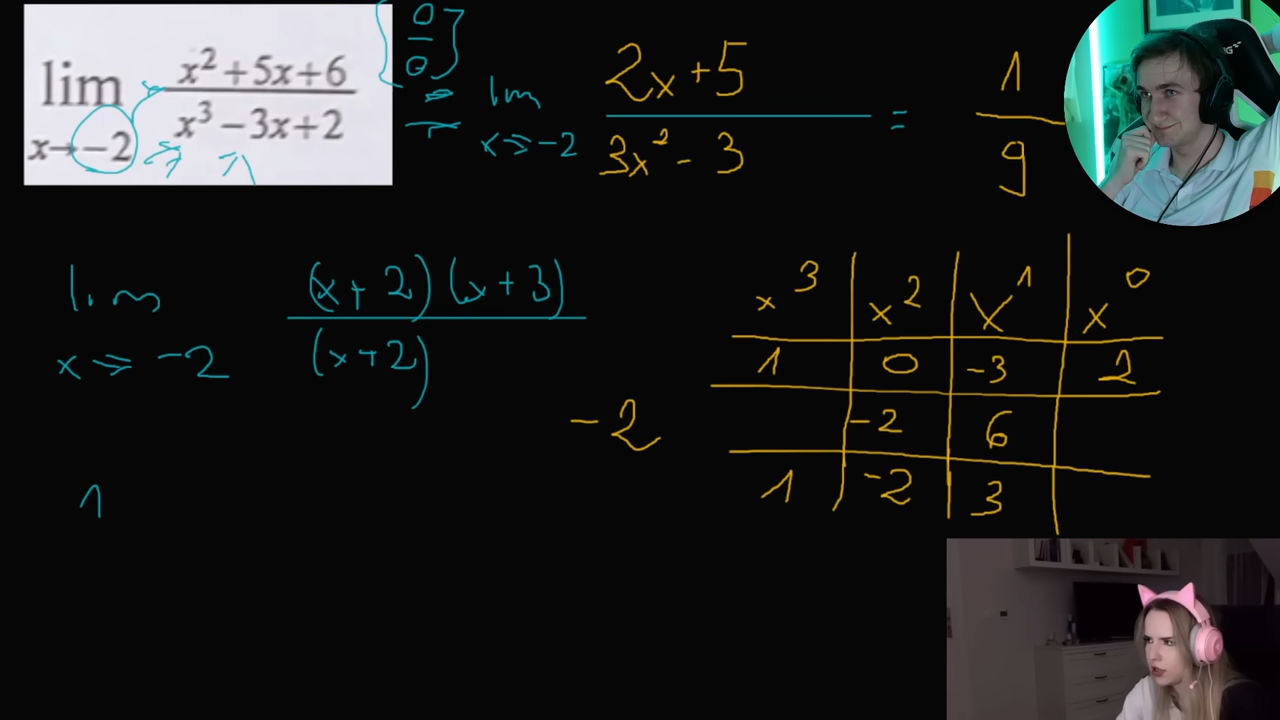 lim x→-2 x²+5x+6 / x³-3x+2
{0/0}
= lim x→-2 2x+5 / 3x²-3 = 1/9
lim x→-2 (x+2)(x+3) / (x+2)
x³ x² x¹ x⁰
1 0 -3 2
-2 -2 6
1 -2 3
1